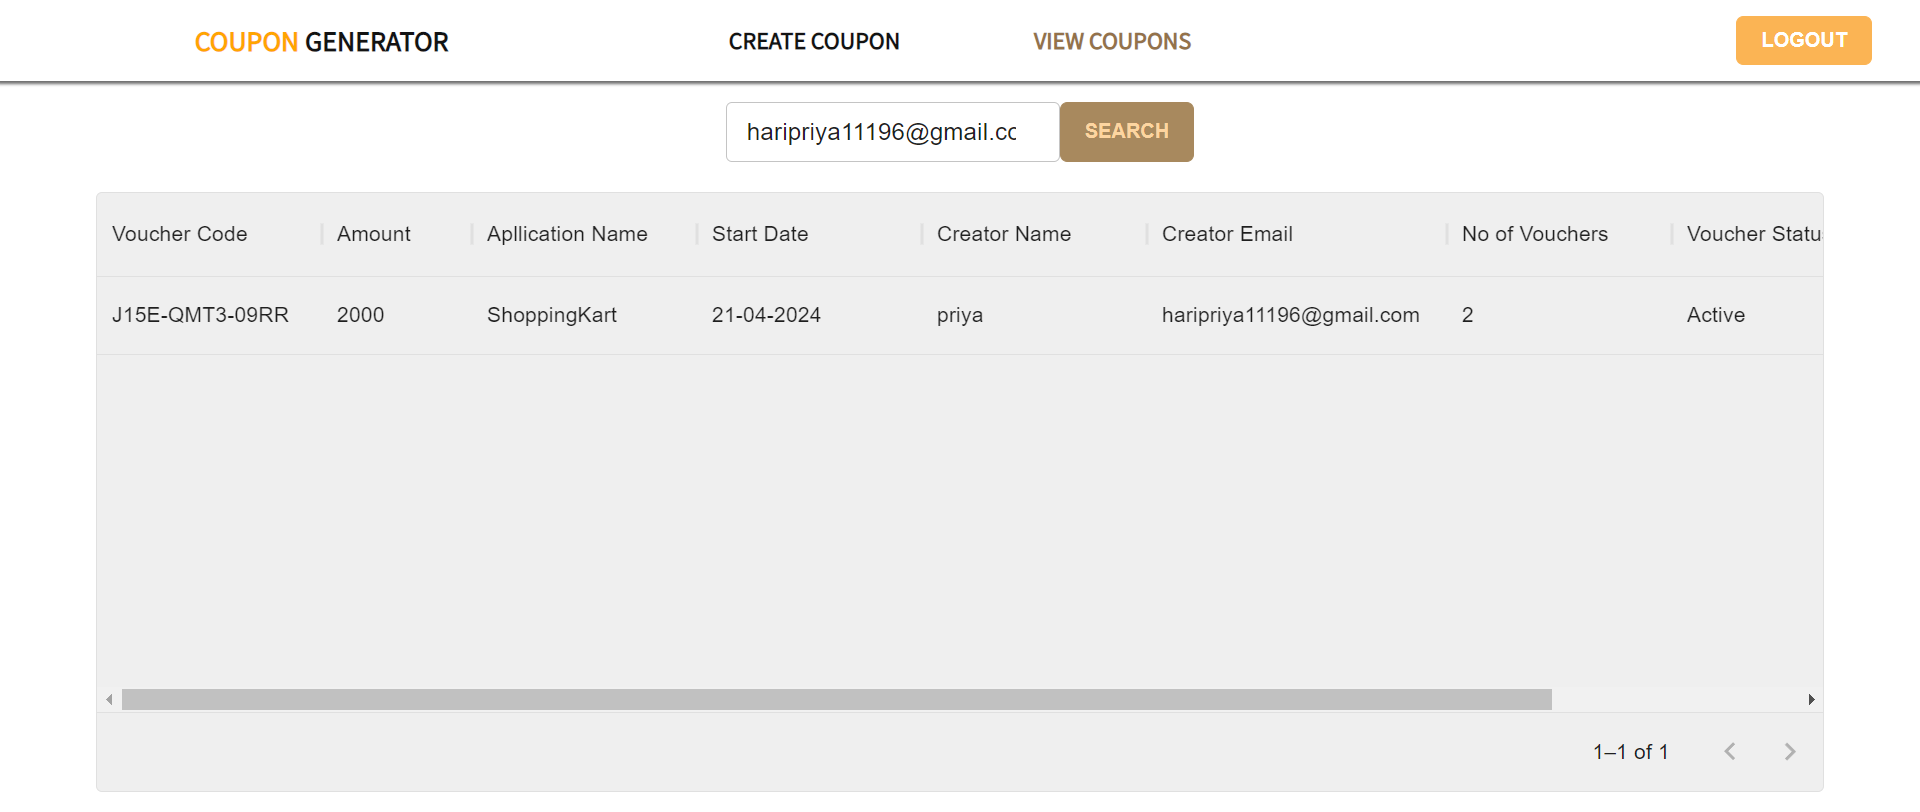 COUPON GENERATOR CREATE COUPON VIEW COUPONS LOGOUT
haripriya11196@gmail.cc SEARCH
Voucher Code Amount Apllication Name Start Date Creator Name Creator Email No of Vouchers Voucher Statu
J15E-QMT3-09RR 2000 ShoppingKart 21-04-2024 priya haripriya11196@gmail.com 2 Active
1–1 of 1